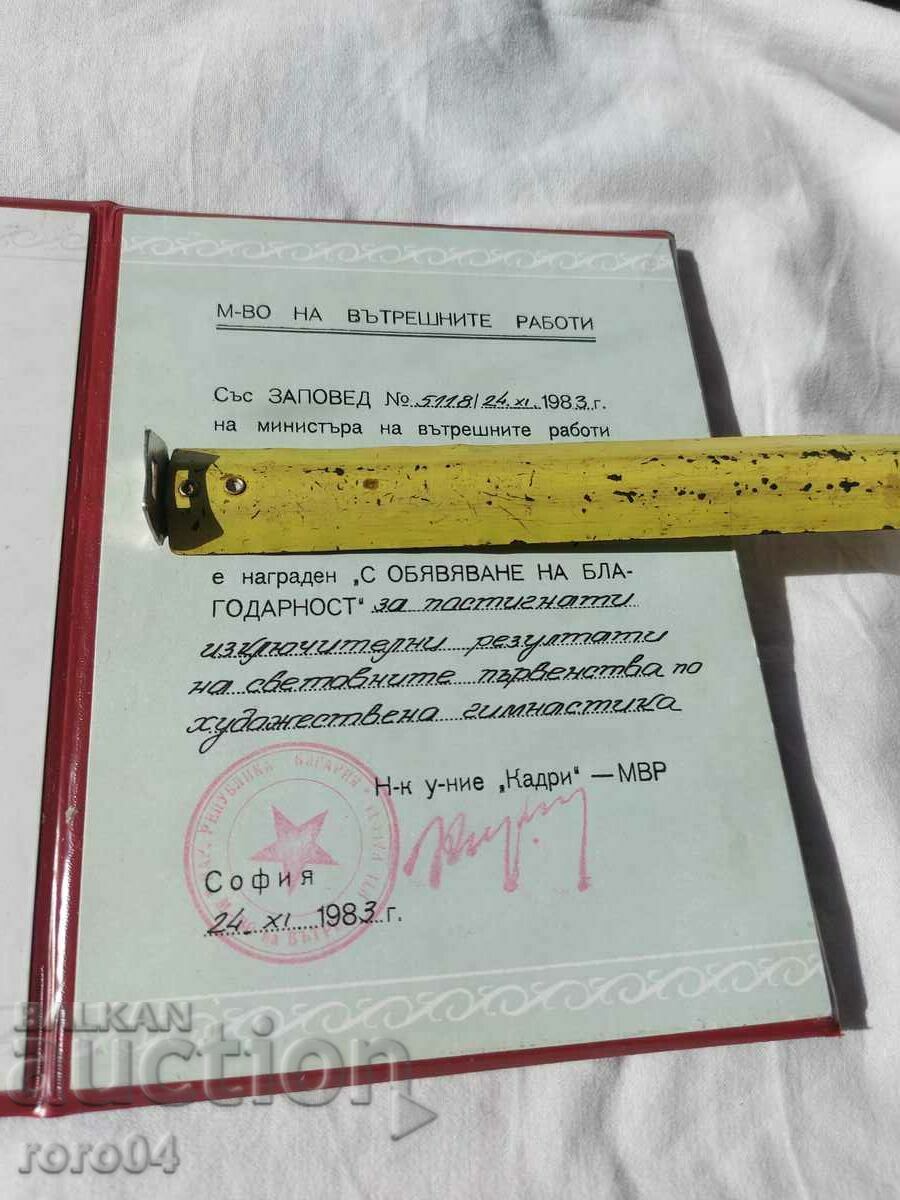 М-ВО НА ВЪТРЕШНИТЕ РАБОТИ
Със ЗАПОВЕД № 5118/24.XI.1983 г.
на министъра на вътрешните работи
е награден „С ОБЯВЯВАНЕ НА БЛА-
ГОДАРНОСТ" за постигнати
изключителни резултати
на световните първенства по
художествена гимнастика
Н-к у-ние „Кадри" — МВР
София
24. XI. 1983 г.
BALKAN
auction
roro04